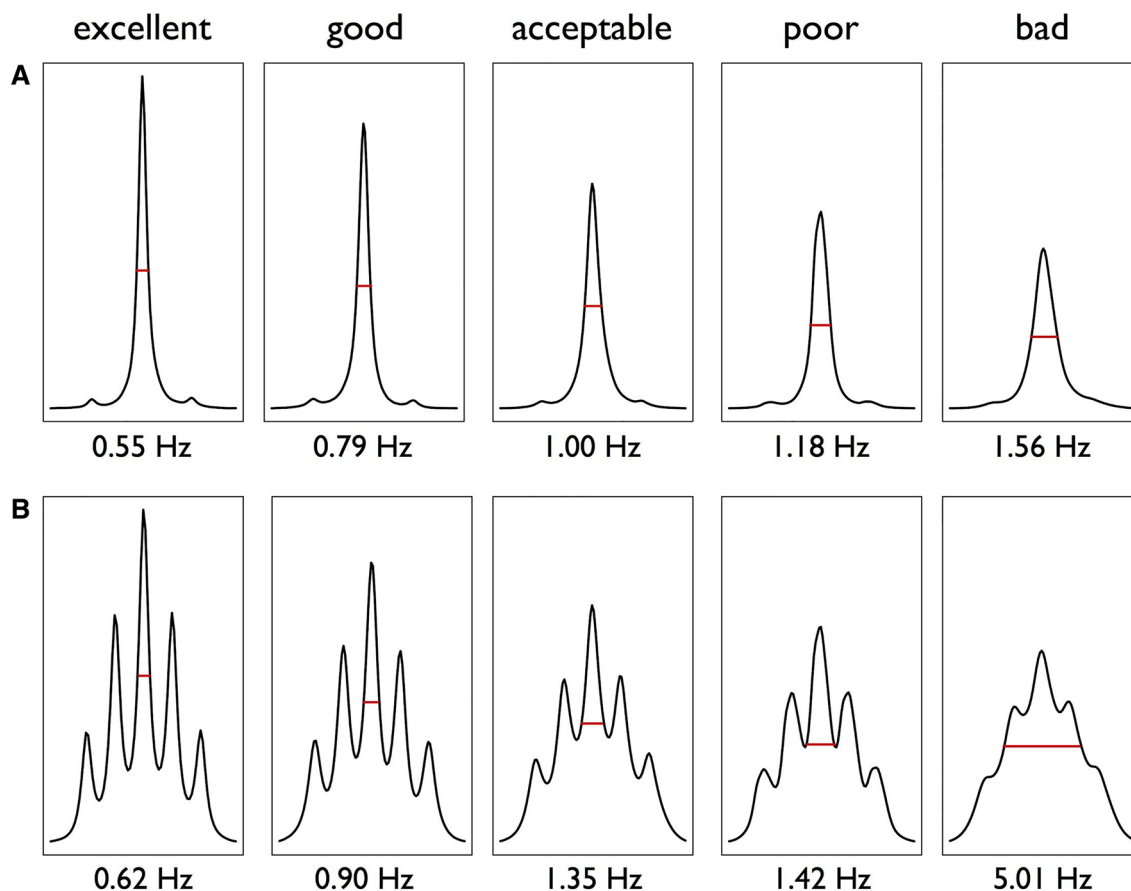 excellent good acceptable poor bad
A
0.55 Hz 0.79 Hz 1.00 Hz 1.18 Hz 1.56 Hz
B
0.62 Hz 0.90 Hz 1.35 Hz 1.42 Hz 5.01 Hz